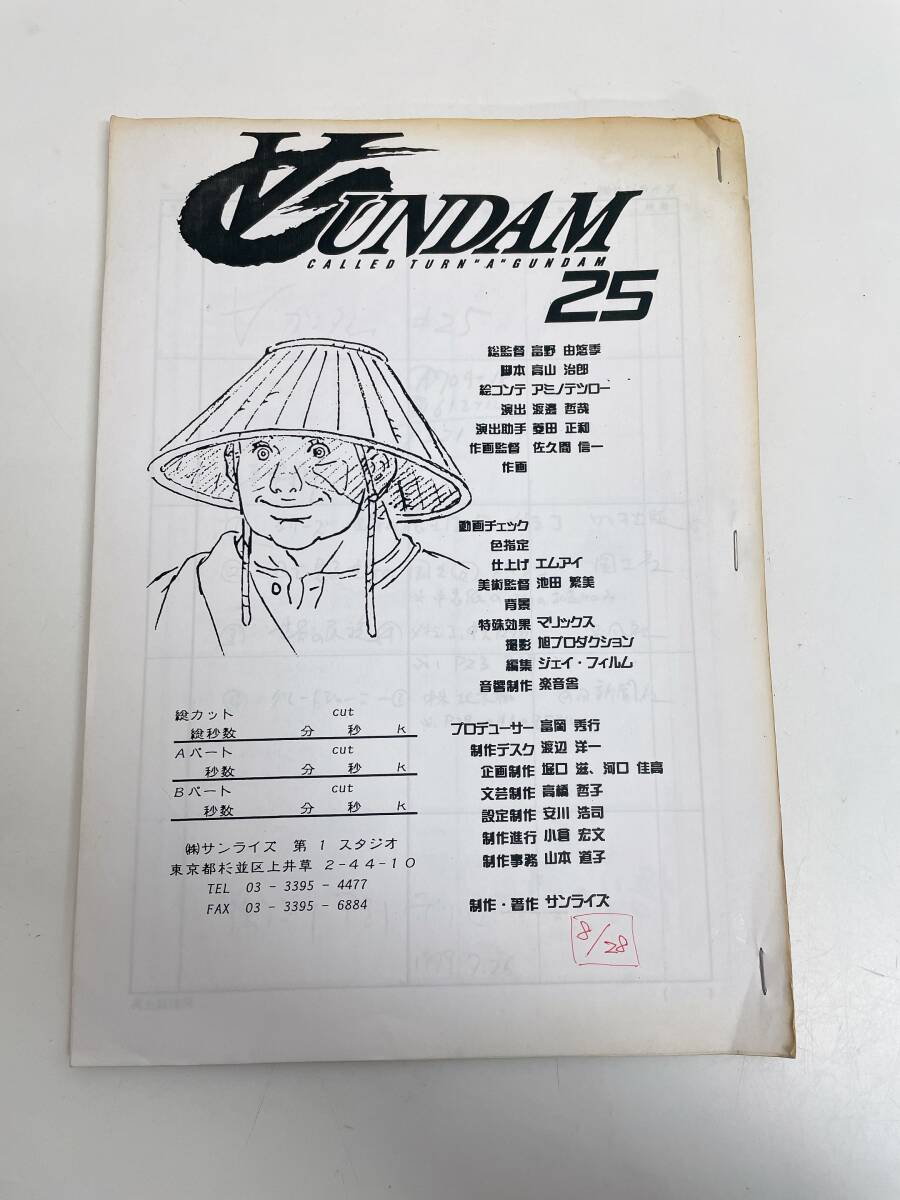 ∀GUNDAM
CALLED TURN "A" GUNDAM
25
総監督 富野 由悠季
脚本 高山 治郎
絵コンテ アミノテツロー
演出 渡邊 哲哉
演出助手 菱田 正和
作画監督 佐久間 信一
作画
動画チェック
色指定
仕上げ エムアイ
美術監督 池田 繁美
背景
特殊効果 マリックス
撮影 旭プロダクション
編集 ジェイ・フィルム
音響制作 楽音舎
プロデューサー 富岡 秀行
制作デスク 渡辺 洋一
企画制作 堀口 滋、河口 佳高
文芸制作 高橋 哲子
設定制作 安川 浩司
制作進行 小倉 宏文
制作事務 山本 道子
制作・著作 サンライズ
8/28
総カット cut
総秒数 分 秒 k
Aパート cut
秒数 分 秒 k
Bパート cut
秒数 分 秒 k
㈱サンライズ 第1スタジオ
東京都杉並区上井草 2-44-10
TEL 03 - 3395 - 4477
FAX 03 - 3395 - 6884